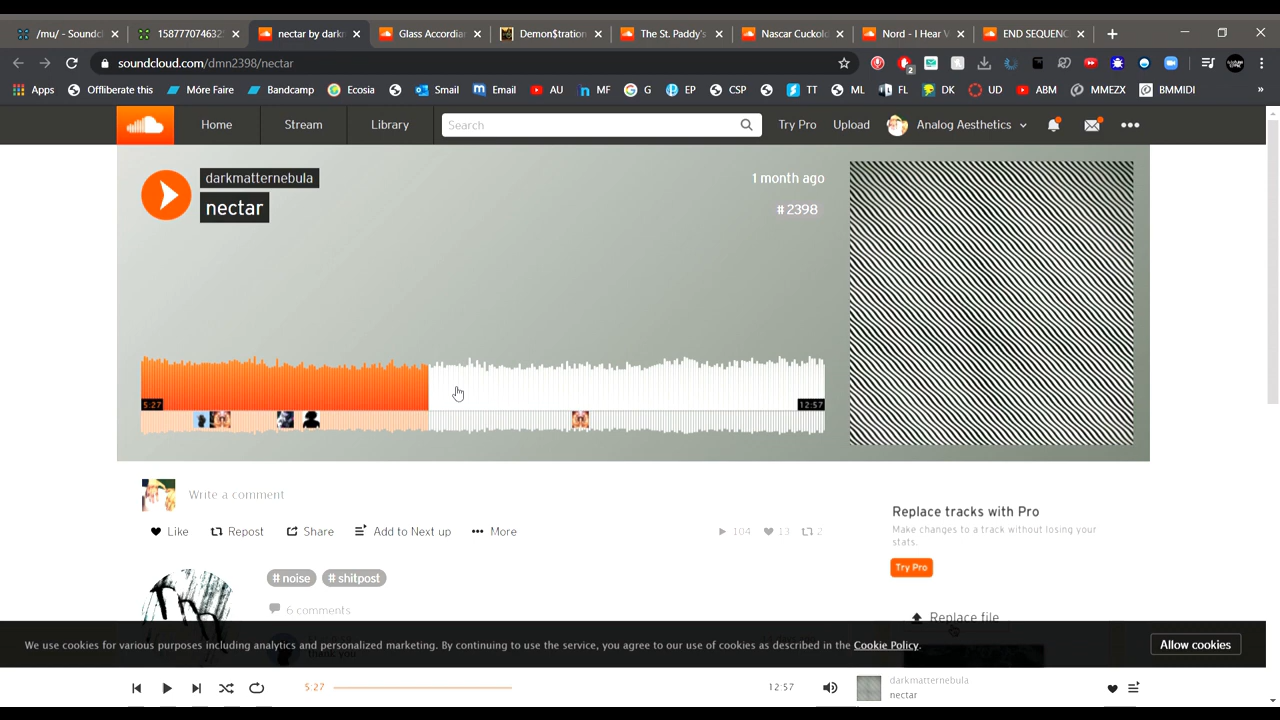 /mu/ - Soundcl
15877707463
nectar by dark
Glass Accordian
Demon$tration
The St. Paddy's
Nascar Cuckol
Nord - I Hear V
END SEQUENC
soundcloud.com/dmn2398/nectar
2
Apps
Offliberate this
Móre Faire
Bandcamp
Ecosia
Smail
Email
AU
NF
G
EP
CSP
TT
ML
FL
DK
UD
ABM
MMEZX
BMMIDI
»
Home
Stream
Library
Search
Try Pro
Upload
Analog Aesthetics
darkmatternebula
1 month ago
nectar
# 2398
5:27
12:57
Write a comment
Like
Repost
Share
Add to Next up
More
104
13
2
Replace tracks with Pro
Make changes to a track without losing your
stats.
Try Pro
# noise
# shitpost
6 comments
Replace file
We use cookies for various purposes including analytics and personalized marketing. By continuing to use the service, you agree to our use of cookies as described in the Cookie Policy.
Allow cookies
5:27
12:57
darkmatternebula
nectar